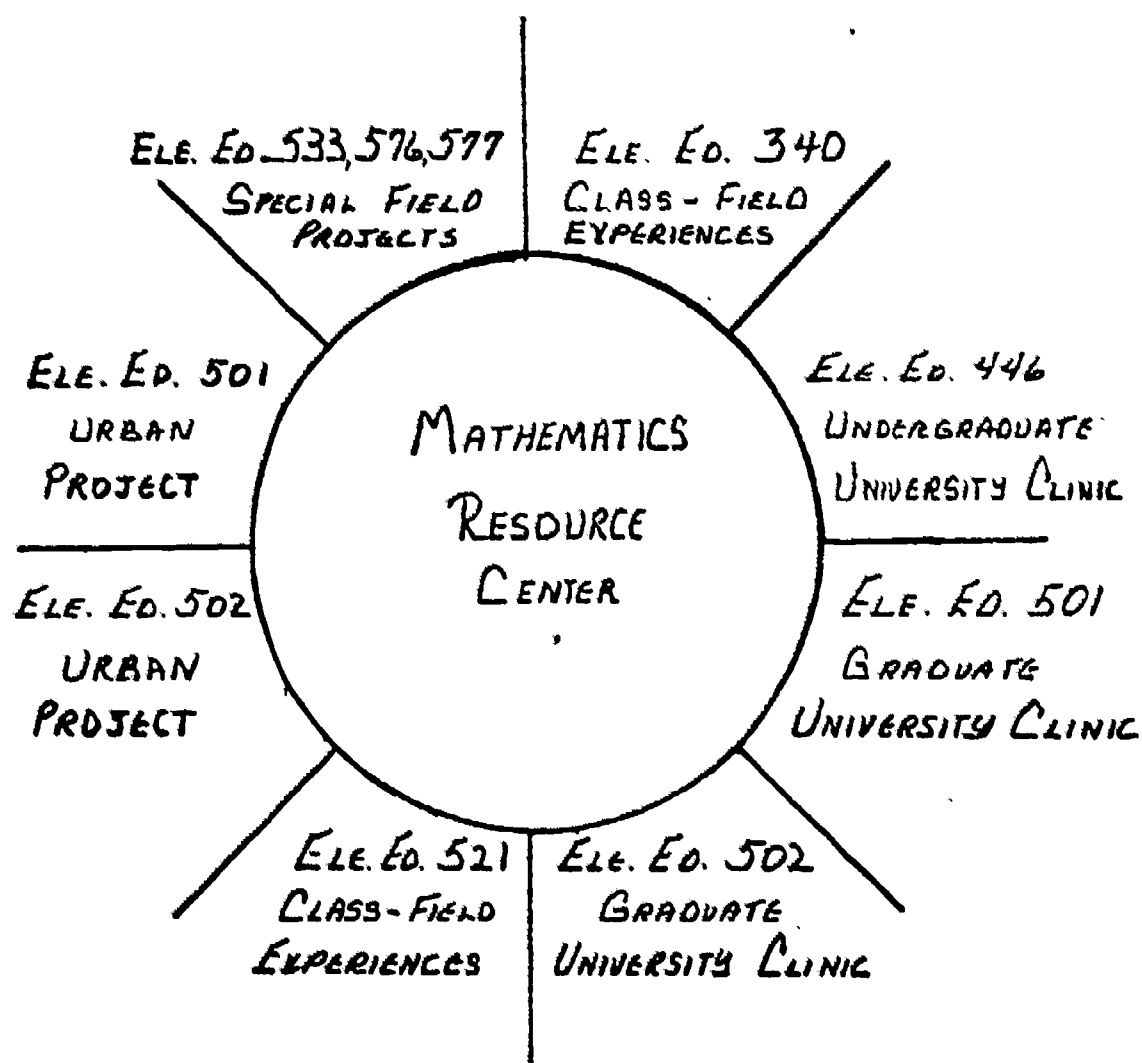 ELE. ED. 533, 576, 577
SPECIAL FIELD
PROJECTS
ELE. ED. 340
CLASS - FIELD
EXPERIENCES
ELE. ED. 446
UNDERGRADUATE
UNIVERSITY CLINIC
ELE. ED. 501
GRADUATE
UNIVERSITY CLINIC
ELE. ED. 502
GRADUATE
UNIVERSITY CLINIC
ELE. ED. 521
CLASS - FIELD
EXPERIENCES
ELE. ED. 502
URBAN
PROJECT
ELE. ED. 501
URBAN
PROJECT
MATHEMATICS
RESOURCE
CENTER